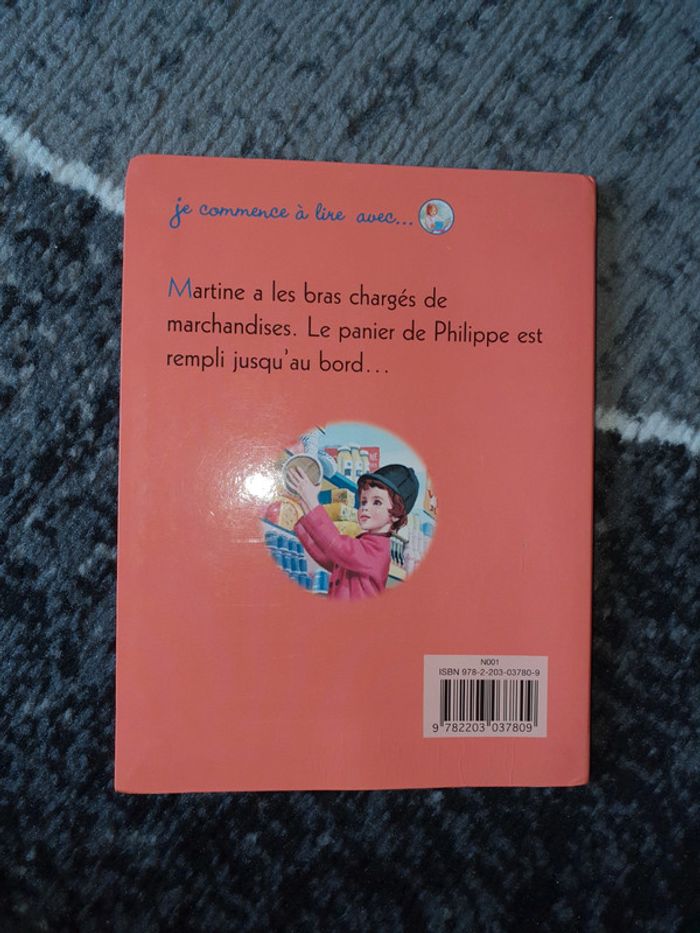 je commence à lire avec...
Martine a les bras chargés de
marchandises. Le panier de Philippe est
rempli jusqu'au bord...
N001
ISBN 978-2-203-03780-9
9 782203 037809